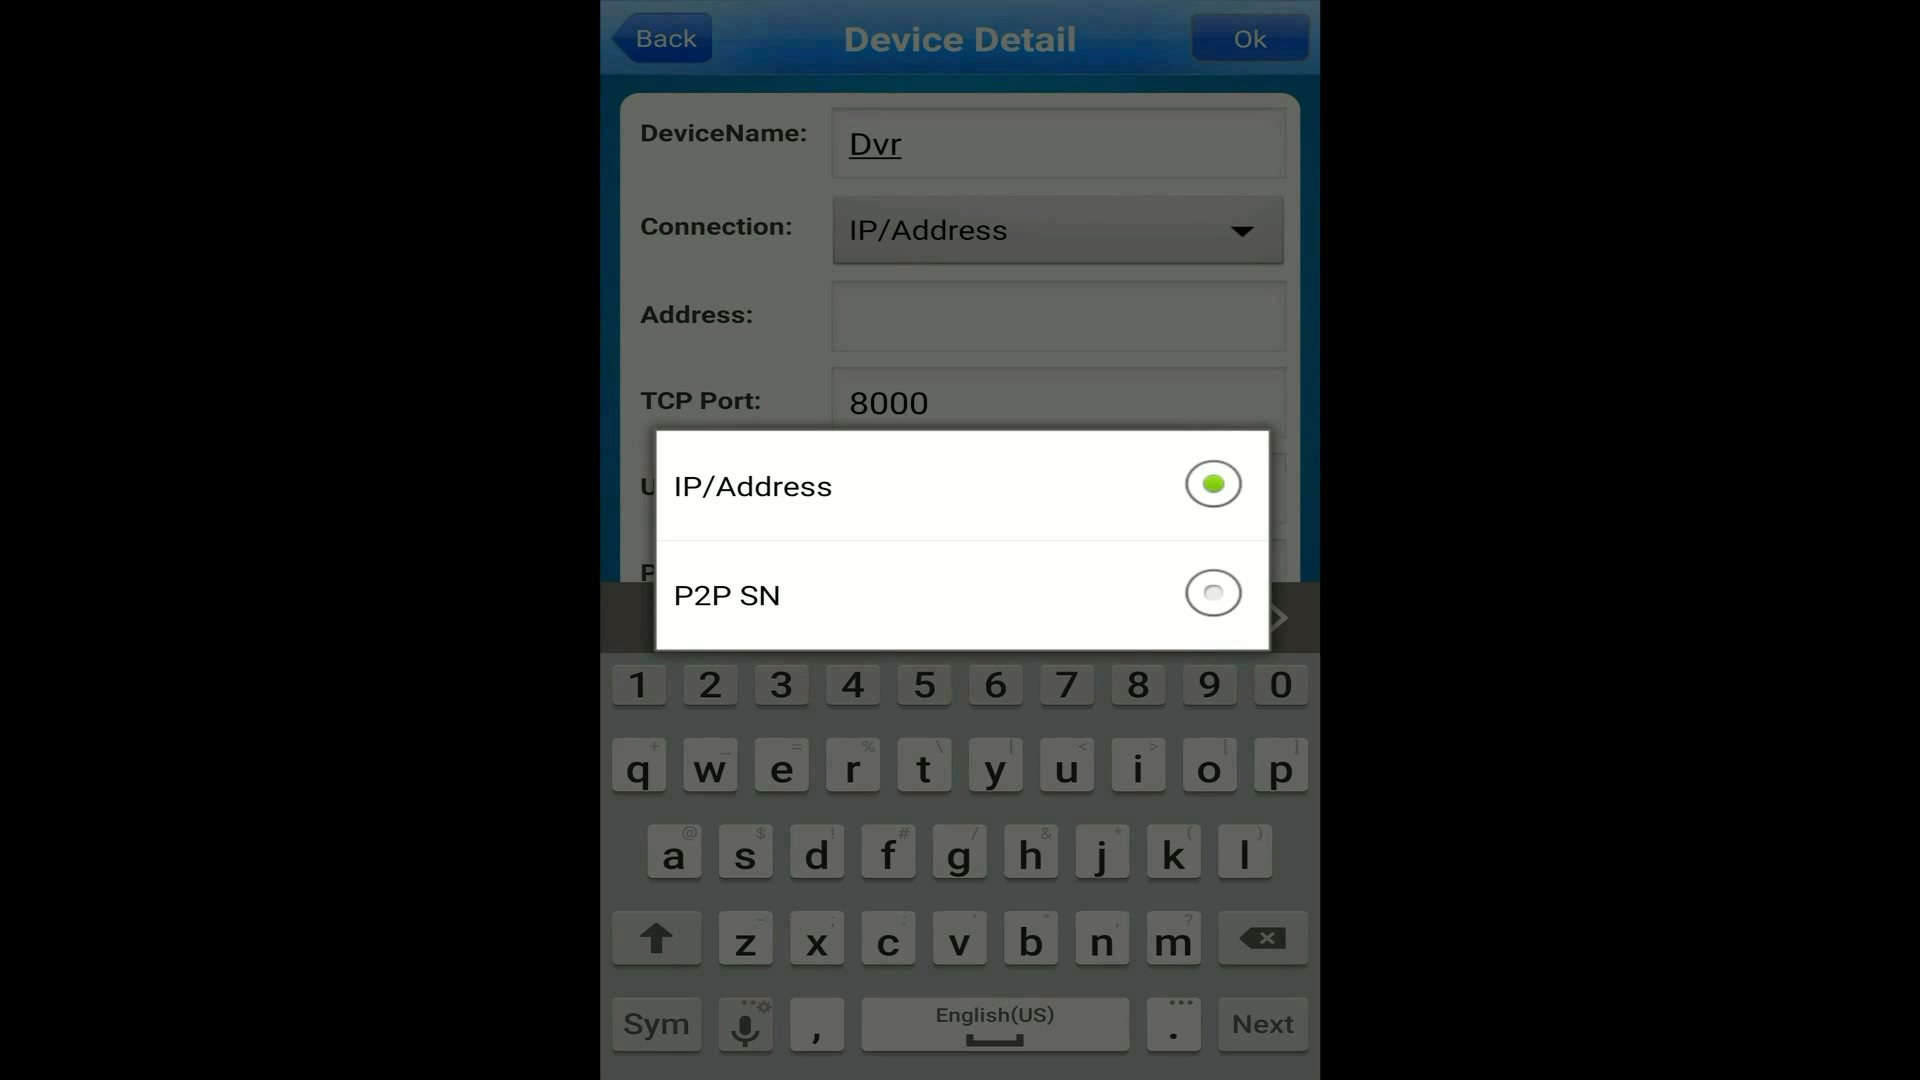 Back Device Detail Ok
DeviceName: Dvr
Connection: IP/Address
Address:
TCP Port: 8000
U
IP/Address
P
P2P SN
1 2 3 4 5 6 7 8 9 0
+ _ = % \ | < > [ ]
q w e r t y u i o p
@ $ ! # / & * ( )
a s d f g h j k l
- ; : ' " , ?
z x c v b n m
Sym , English(US) . Next